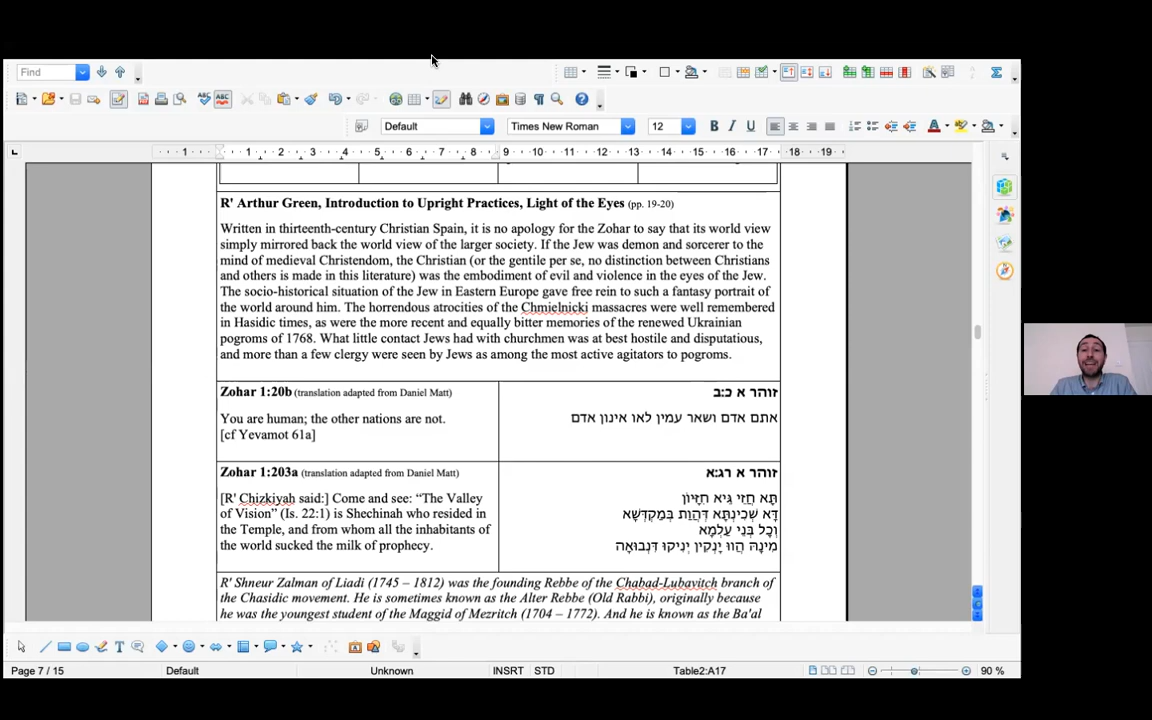 Find
Default
Times New Roman
12
B I U
1 1 2 3 4 5 6 7 8 9 10 11 12 13 14 15 16 17 18 19
R' Arthur Green, Introduction to Upright Practices, Light of the Eyes (pp. 19-20)
Written in thirteenth-century Christian Spain, it is no apology for the Zohar to say that its world view
simply mirrored back the world view of the larger society. If the Jew was demon and sorcerer to the
mind of medieval Christendom, the Christian (or the gentile per se, no distinction between Christians
and others is made in this literature) was the embodiment of evil and violence in the eyes of the Jew.
The socio-historical situation of the Jew in Eastern Europe gave free rein to such a fantasy portrait of
the world around him. The horrendous atrocities of the Chmielnicki massacres were well remembered
in Hasidic times, as were the more recent and equally bitter memories of the renewed Ukrainian
pogroms of 1768. What little contact Jews had with churchmen was at best hostile and disputatious,
and more than a few clergy were seen by Jews as among the most active agitators to pogroms.
Zohar 1:20b (translation adapted from Daniel Matt)
You are human; the other nations are not.
[cf Yevamot 61a]
זוהר א כ:ב
אתם אדם ושאר עמין לאו אינון אדם
Zohar 1:203a (translation adapted from Daniel Matt)
[R' Chizkiyah said:] Come and see: “The Valley
of Vision” (Is. 22:1) is Shechinah who resided in
the Temple, and from whom all the inhabitants of
the world sucked the milk of prophecy.
זוהר א רג:א
תָּא חֲזֵי גֵּיא חִזָּיוֹן
דָּא שְׁכִינְתָּא דַּהֲוַת בְּמַקְדְּשָׁא
וְכָל בְּנֵי עָלְמָא
מִינָהּ הֲווּ יָנְקִין יְנִיקוּ דִּנְבוּאָה
R' Shneur Zalman of Liadi (1745 – 1812) was the founding Rebbe of the Chabad-Lubavitch branch of
the Chasidic movement. He is sometimes known as the Alter Rebbe (Old Rabbi), originally because
he was the youngest student of the Maggid of Mezritch (1704 – 1772). And he is known as the Ba'al
Page 7 / 15
Default
Unknown
INSRT
STD
Table2:A17
90 %